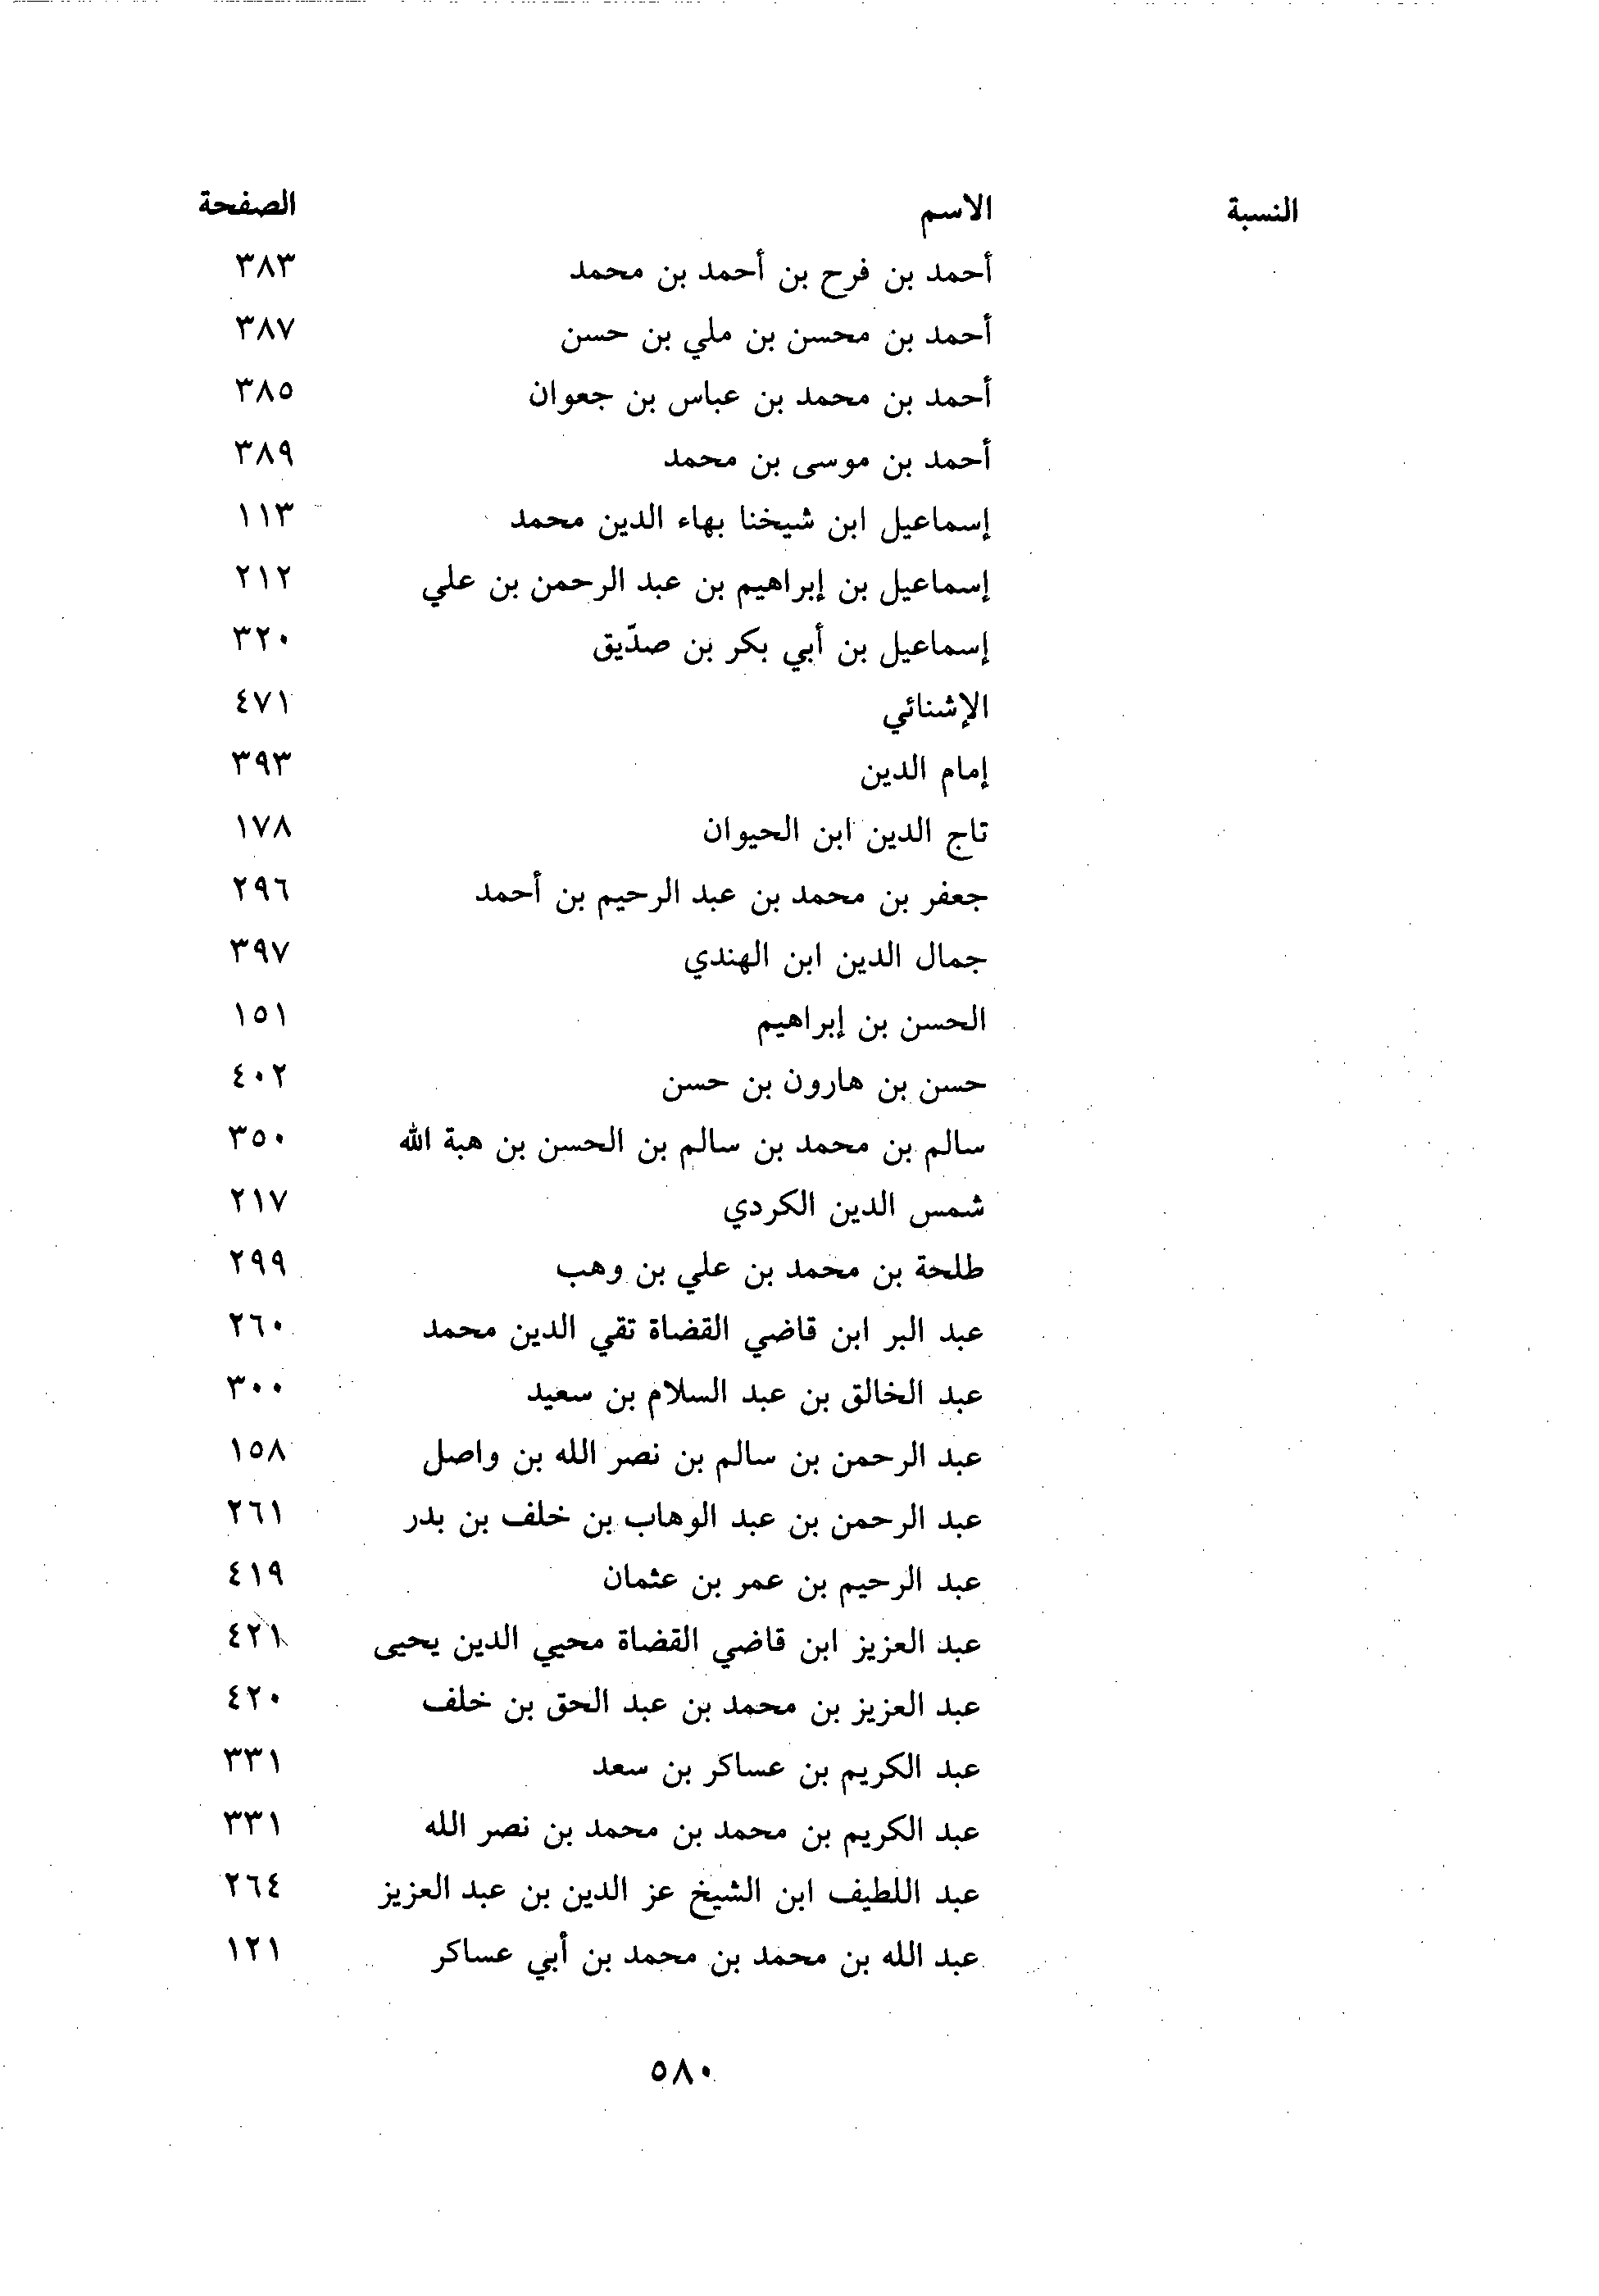 النسبة الاسم الصفحة
أحمد بن فرح بن أحمد بن محمد ٣٨٣
أحمد بن محسن بن ملي بن حسن ٣٨٧
أحمد بن محمد بن عباس بن جعوان ٣٨٥
أحمد بن موسى بن محمد ٣٨٩
إسماعيل ابن شيخنا بهاء الدين محمد ١١٣
إسماعيل بن إبراهيم بن عبد الرحمن بن علي ٢١٢
إسماعيل بن أبي بكر بن صدّيق ٣٢٠
الإشنائي ٤٧١
إمام الدين ٣٩٣
تاج الدين ابن الحيوان ١٧٨
جعفر بن محمد بن عبد الرحيم بن أحمد ٢٩٦
جمال الدين ابن الهندي ٣٩٧
الحسن بن إبراهيم ١٥١
حسن بن هارون بن حسن ٤٠٢
سالم بن محمد بن سالم بن الحسن بن هبة الله ٣٥٠
شمس الدين الكردي ٢١٧
طلحة بن محمد بن علي بن وهب ٢٩٩
عبد البر ابن قاضي القضاة تقي الدين محمد ٢٦٠
عبد الخالق بن عبد السلام بن سعيد ٣٠٠
عبد الرحمن بن سالم بن نصر الله بن واصل ١٥٨
عبد الرحمن بن عبد الوهاب بن خلف بن بدر ٢٦١
عبد الرحيم بن عمر بن عثمان ٤١٩
عبد العزيز ابن قاضي القضاة محيي الدين يحيى ٤٢١
عبد العزيز بن محمد بن عبد الحق بن خلف ٤٢٠
عبد الكريم بن عساكر بن سعد ٣٣١
عبد الكريم بن محمد بن محمد بن نصر الله ٣٣١
عبد اللطيف ابن الشيخ عز الدين بن عبد العزيز ٢٦٤
عبد الله بن محمد بن محمد بن أبي عساكر ١٢١
٥٨٠